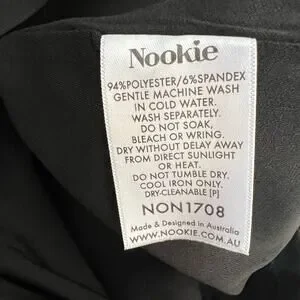 Nookie
94%POLYESTER/6%SPANDEX
GENTLE MACHINE WASH
IN COLD WATER.
WASH SEPARATELY.
DO NOT SOAK,
BLEACH OR WRING.
DRY WITHOUT DELAY AWAY
FROM DIRECT SUNLIGHT
OR HEAT.
DO NOT TUMBLE DRY.
COOL IRON ONLY.
DRY-CLEANABLE [P]
NON1708
Made & Designed in Australia
WWW.NOOKIE.COM.AU